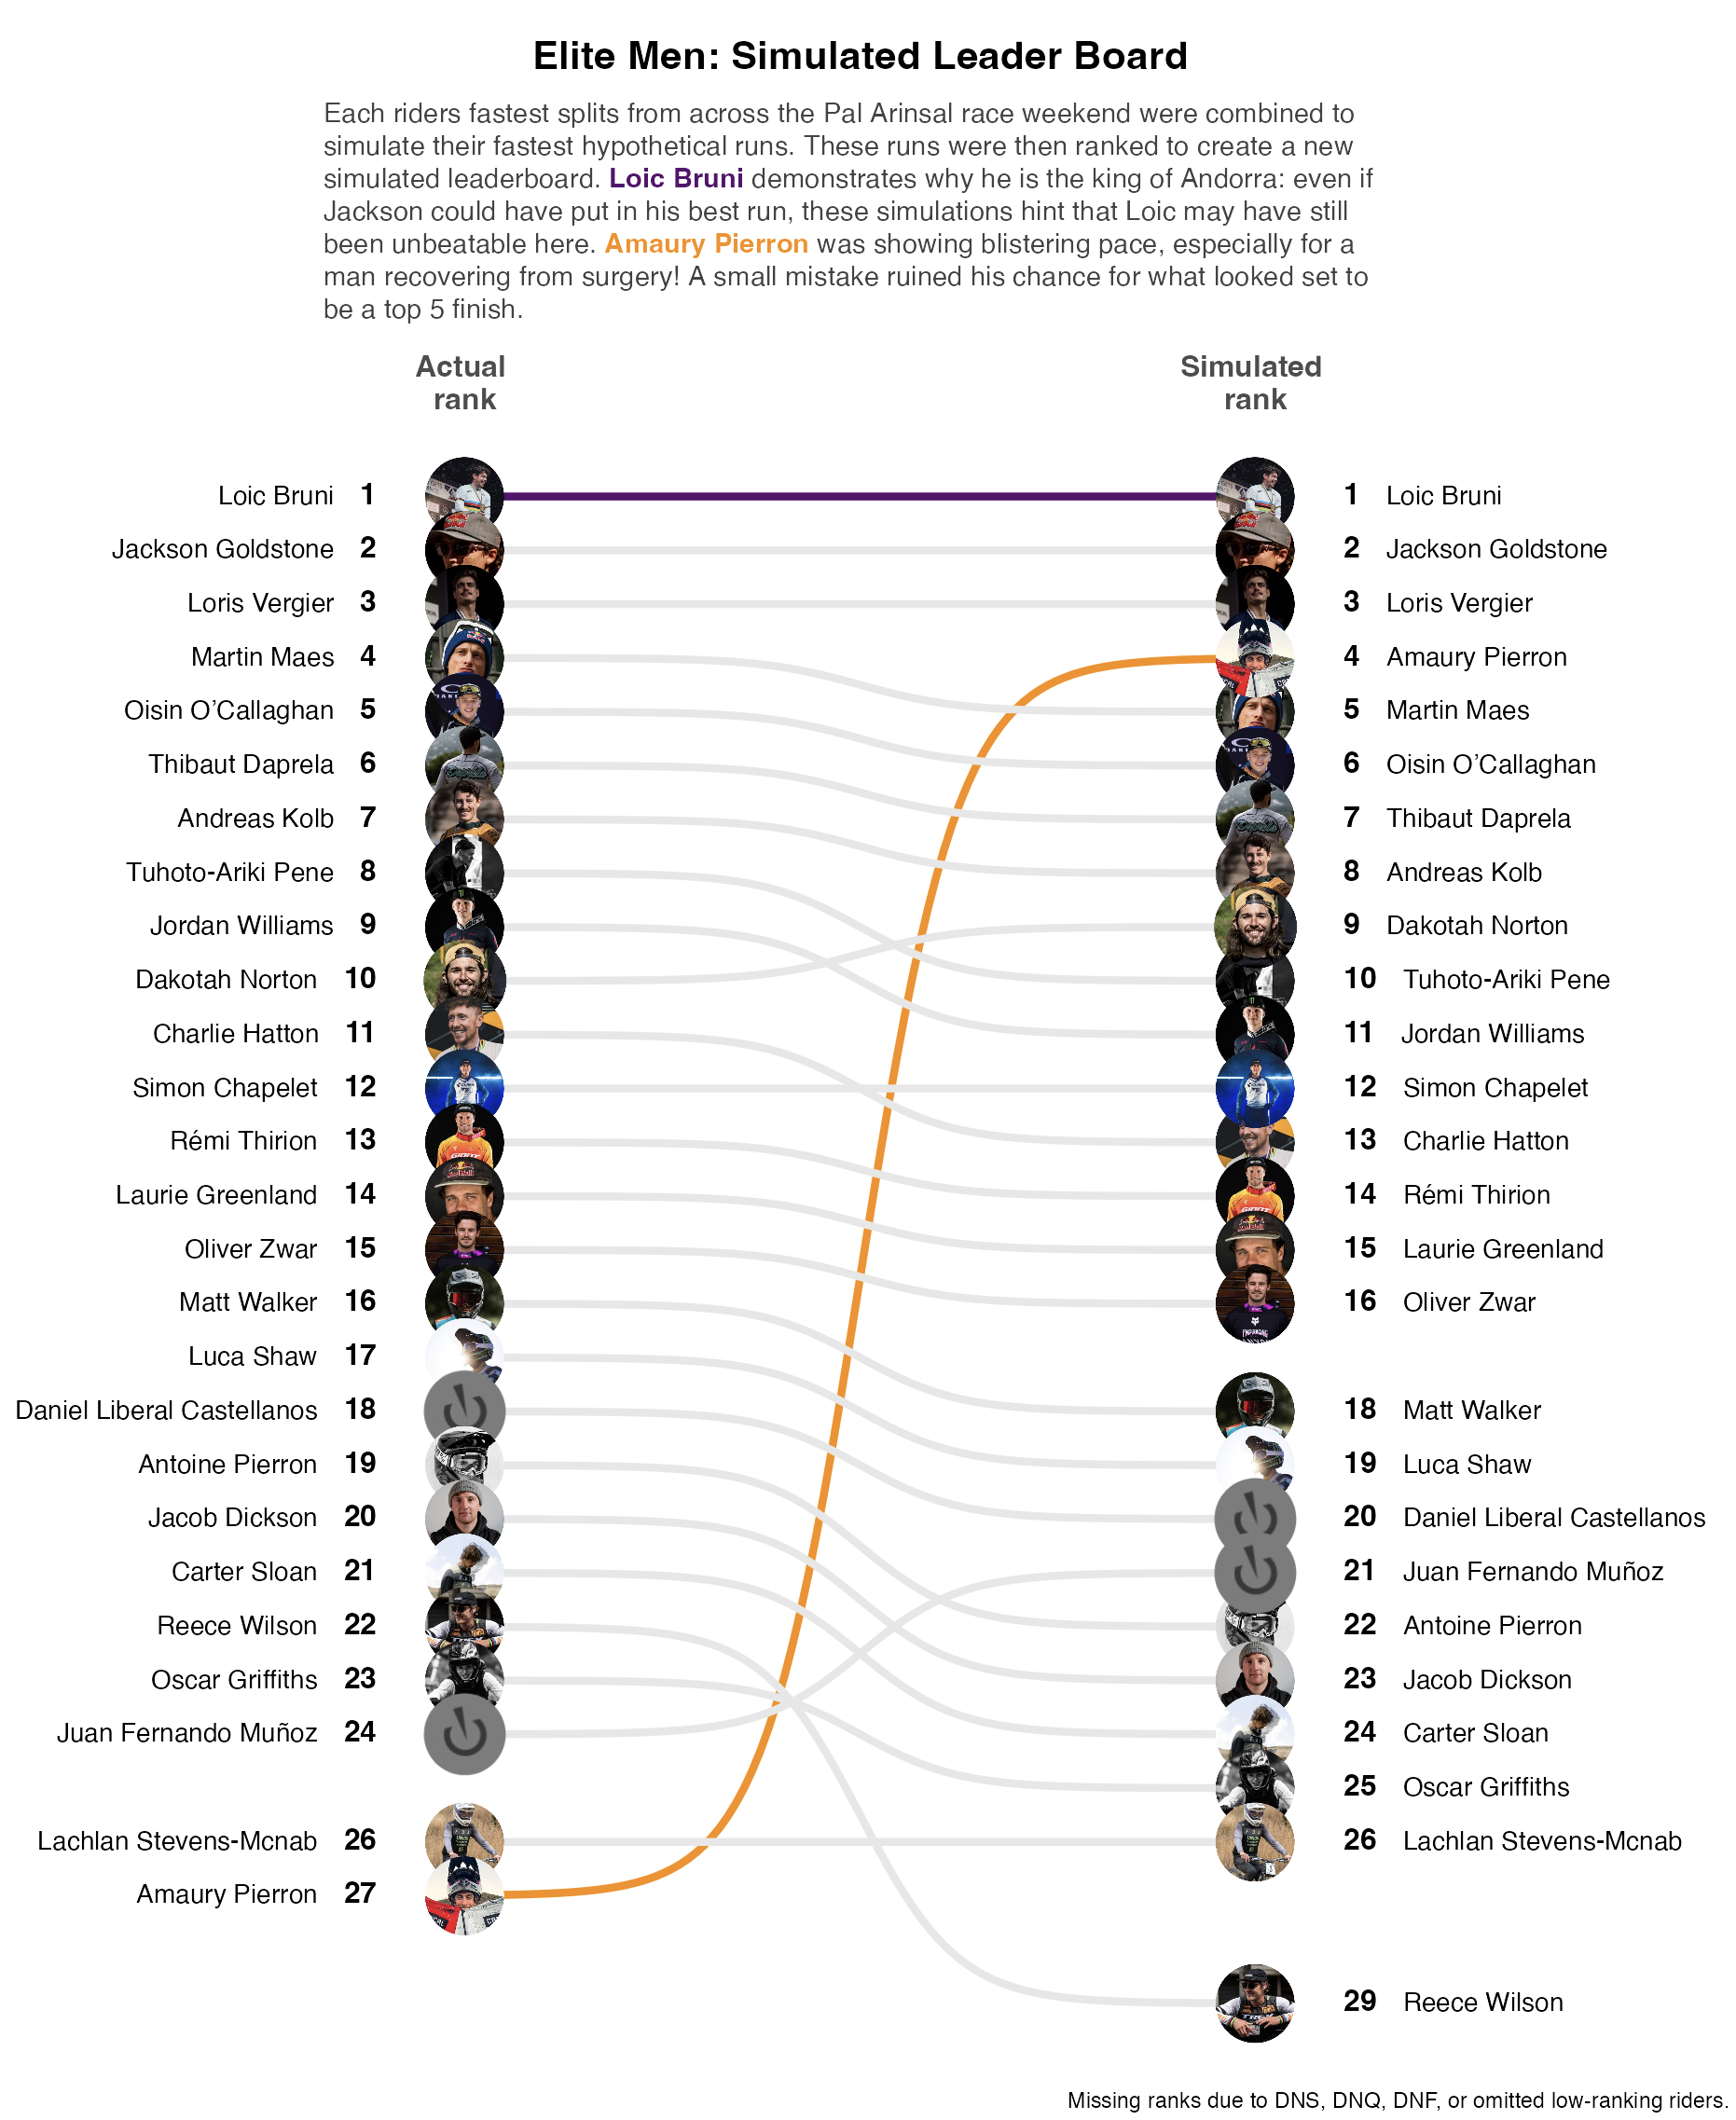 Elite Men: Simulated Leader Board
Each riders fastest splits from across the Pal Arinsal race weekend were combined to
simulate their fastest hypothetical runs. These runs were then ranked to create a new
simulated leaderboard. Loic Bruni demonstrates why he is the king of Andorra: even if
Jackson could have put in his best run, these simulations hint that Loic may have still
been unbeatable here. Amaury Pierron was showing blistering pace, especially for a
man recovering from surgery! A small mistake ruined his chance for what looked set to
be a top 5 finish.
Actual
rank
Simulated
rank
Loic Bruni 1 1 Loic Bruni
Jackson Goldstone 2 2 Jackson Goldstone
Loris Vergier 3 3 Loris Vergier
Martin Maes 4 4 Amaury Pierron
Oisin O’Callaghan 5 5 Martin Maes
Thibaut Daprela 6 6 Oisin O’Callaghan
Andreas Kolb 7 7 Thibaut Daprela
Tuhoto-Ariki Pene 8 8 Andreas Kolb
Jordan Williams 9 9 Dakotah Norton
Dakotah Norton 10 10 Tuhoto-Ariki Pene
Charlie Hatton 11 11 Jordan Williams
Simon Chapelet 12 12 Simon Chapelet
Rémi Thirion 13 13 Charlie Hatton
Laurie Greenland 14 14 Rémi Thirion
Oliver Zwar 15 15 Laurie Greenland
Matt Walker 16 16 Oliver Zwar
Luca Shaw 17
Daniel Liberal Castellanos 18 18 Matt Walker
Antoine Pierron 19 19 Luca Shaw
Jacob Dickson 20 20 Daniel Liberal Castellanos
Carter Sloan 21 21 Juan Fernando Muñoz
Reece Wilson 22 22 Antoine Pierron
Oscar Griffiths 23 23 Jacob Dickson
Juan Fernando Muñoz 24 24 Carter Sloan
25 Oscar Griffiths
Lachlan Stevens-Mcnab 26 26 Lachlan Stevens-Mcnab
Amaury Pierron 27
29 Reece Wilson
Missing ranks due to DNS, DNQ, DNF, or omitted low-ranking riders.